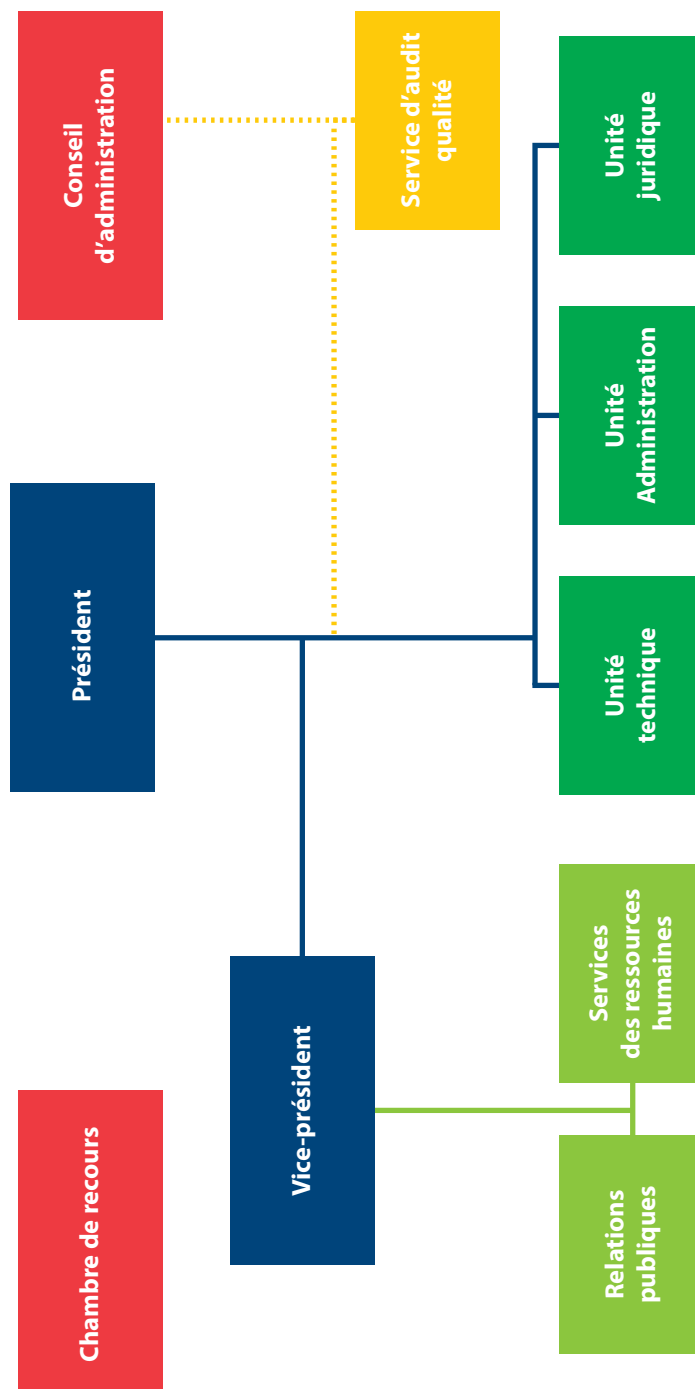 Chambre de recours
Président
Conseil
d’administration
Vice-président
Service d’audit
qualité
Relations
publiques
Services
des ressources
humaines
Unité
technique
Unité
Administration
Unité
juridique